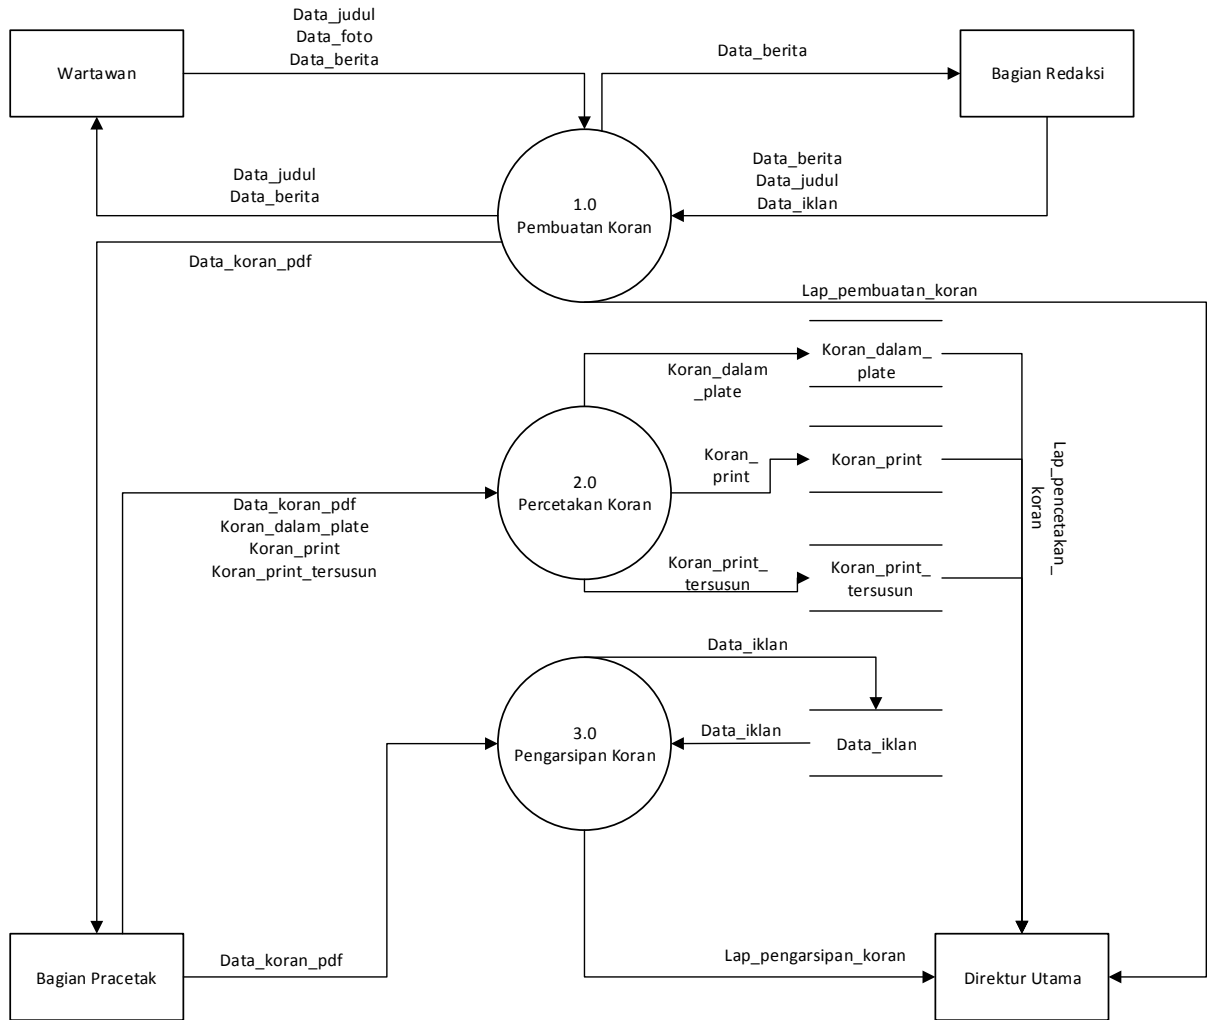 Data_judul
Data_foto
Data_berita
Wartawan
Data_berita
Bagian Redaksi
Data_judul
Data_berita
1.0
Pembuatan Koran
Data_berita
Data_judul
Data_iklan
Data_koran_pdf
Lap_pembuatan_koran
Koran_dalam
_plate
Koran_dalam_
plate
Koran_
print
Koran_print
Lap_pencetakan_
koran
2.0
Percetakan Koran
Data_koran_pdf
Koran_dalam_plate
Koran_print
Koran_print_tersusun
Koran_print_
tersusun
Koran_print_
tersusun
Data_iklan
3.0
Pengarsipan Koran
Data_iklan
Data_iklan
Bagian Pracetak
Data_koran_pdf
Lap_pengarsipan_koran
Direktur Utama